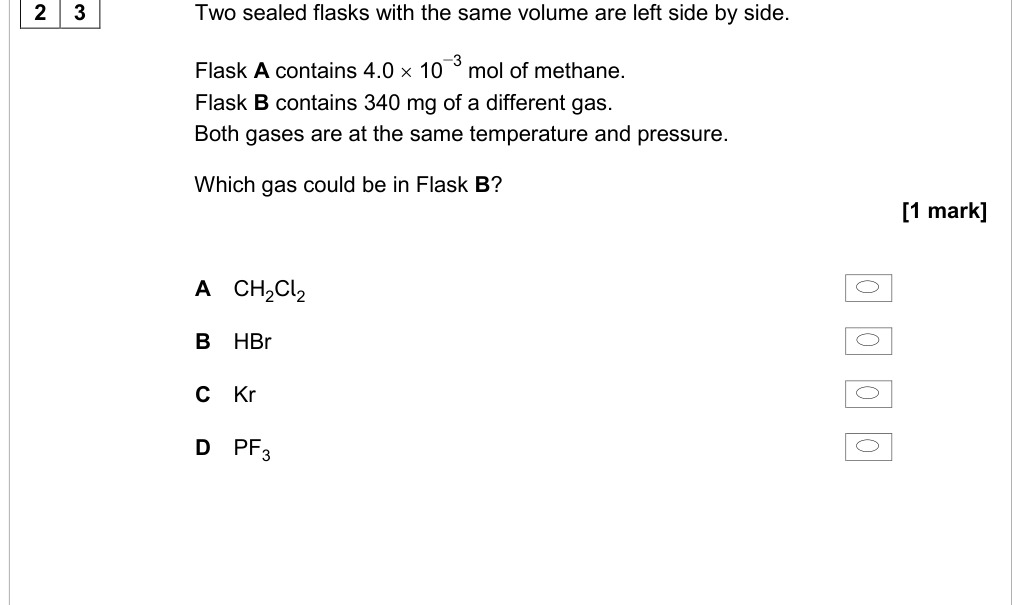 2 3 Two sealed flasks with the same volume are left side by side.
Flask A contains 4.0 × 10⁻³ mol of methane.
Flask B contains 340 mg of a different gas.
Both gases are at the same temperature and pressure.
Which gas could be in Flask B?
[1 mark]
A CH₂Cl₂
B HBr
C Kr
D PF₃